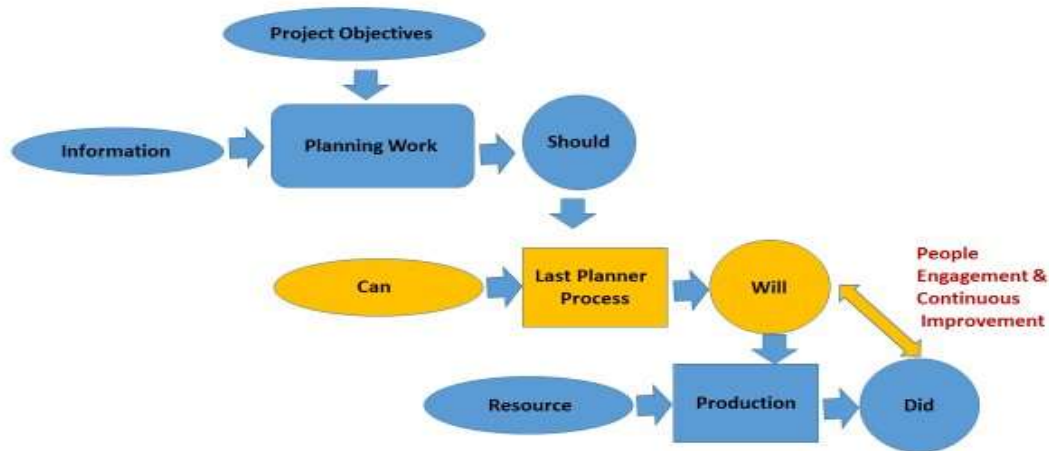 Project Objectives
Information
Planning Work
Should
Can
Last Planner
Process
Will
People
Engagement &
Continuous
Improvement
Resource
Production
Did